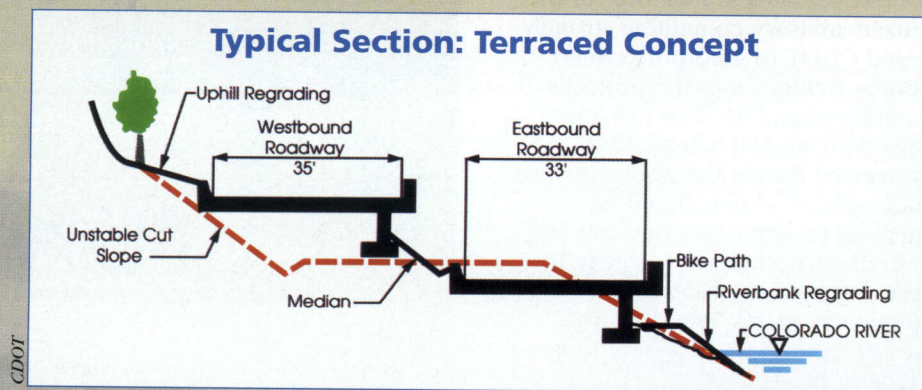 Typical Section: Terraced Concept
Uphill Regrading
Westbound
Roadway
35'
Eastbound
Roadway
33'
Unstable Cut
Slope
Median
Bike Path
Riverbank Regrading
COLORADO RIVER
CDOT